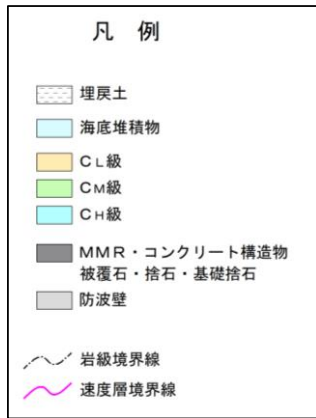 凡 例
埋戻土
海底堆積物
CL級
CM級
CH級
MMR・コンクリート構造物
被覆石・捨石・基礎捨石
防波壁
岩級境界線
速度層境界線